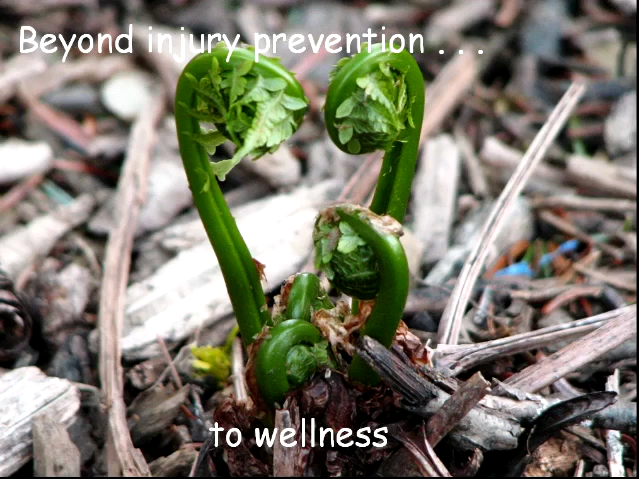 Beyond injury prevention . . .
to wellness